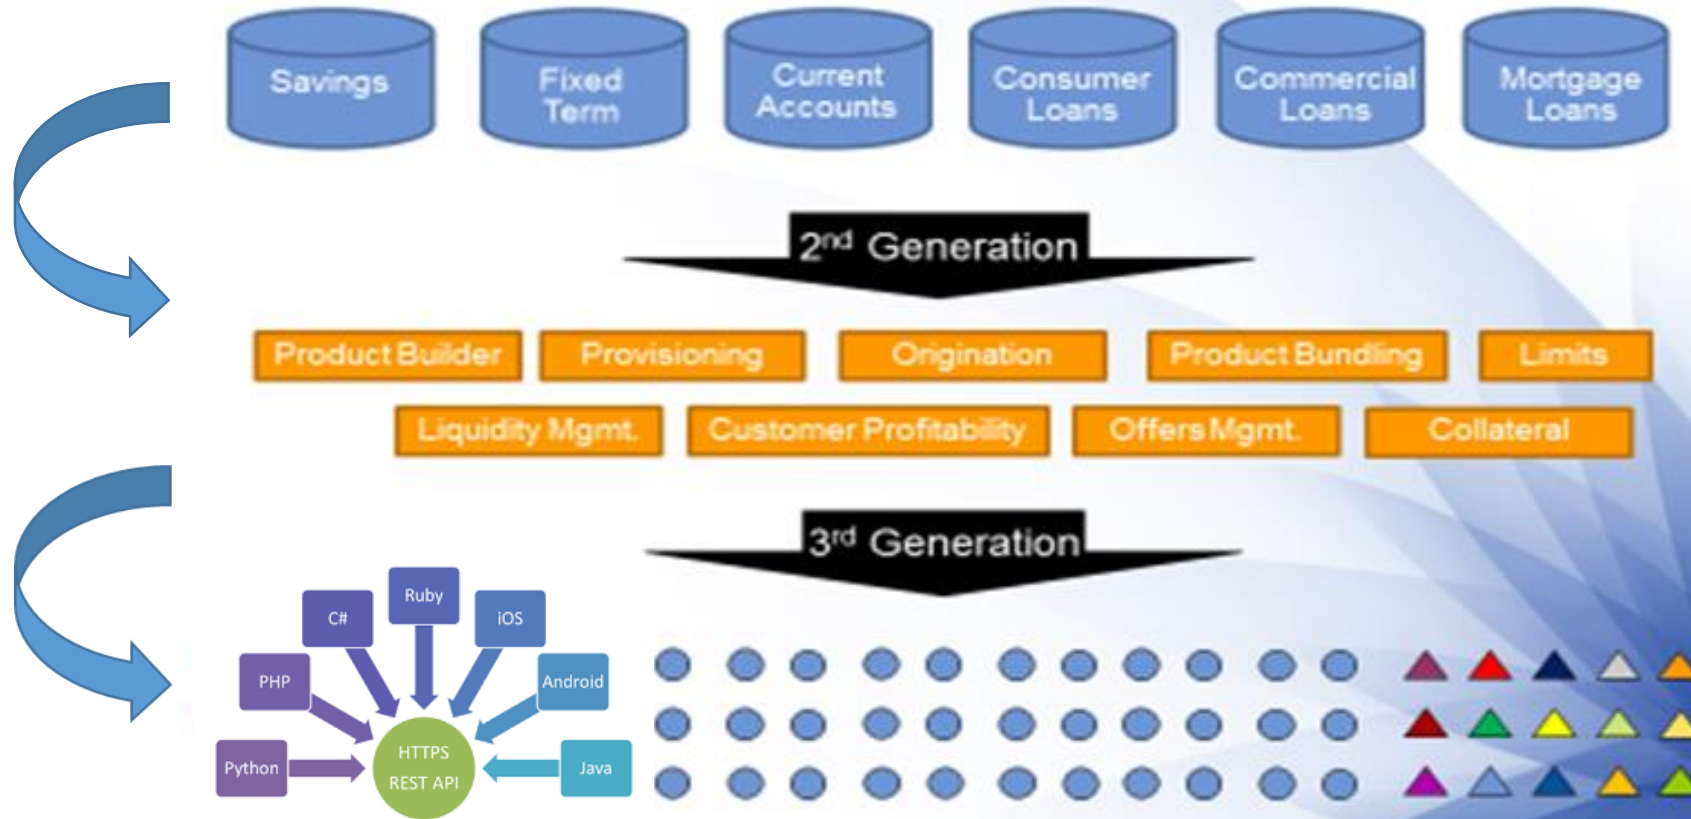 Savings
Fixed
Term
Current
Accounts
Consumer
Loans
Commercial
Loans
Mortgage
Loans
2nd Generation
Product Builder
Provisioning
Origination
Product Bundling
Limits
Liquidity Mgmt.
Customer Profitability
Offers Mgmt.
Collateral
3rd Generation
Ruby
C#
iOS
PHP
Android
HTTPS
REST API
Python
Java